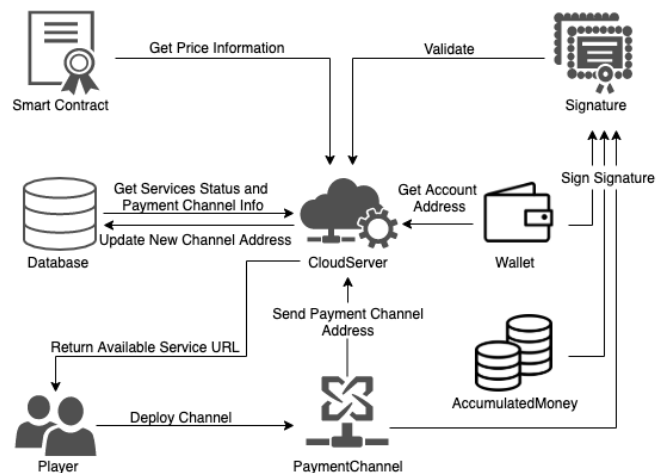 Get Price Information
Validate
Smart Contract
Signature
Get Services Status and
Payment Channel Info
Update New Channel Address
Database
CloudServer
Get Account
Address
Sign Signature
Wallet
Send Payment Channel
Address
Return Available Service URL
AccumulatedMoney
Deploy Channel
Player
PaymentChannel